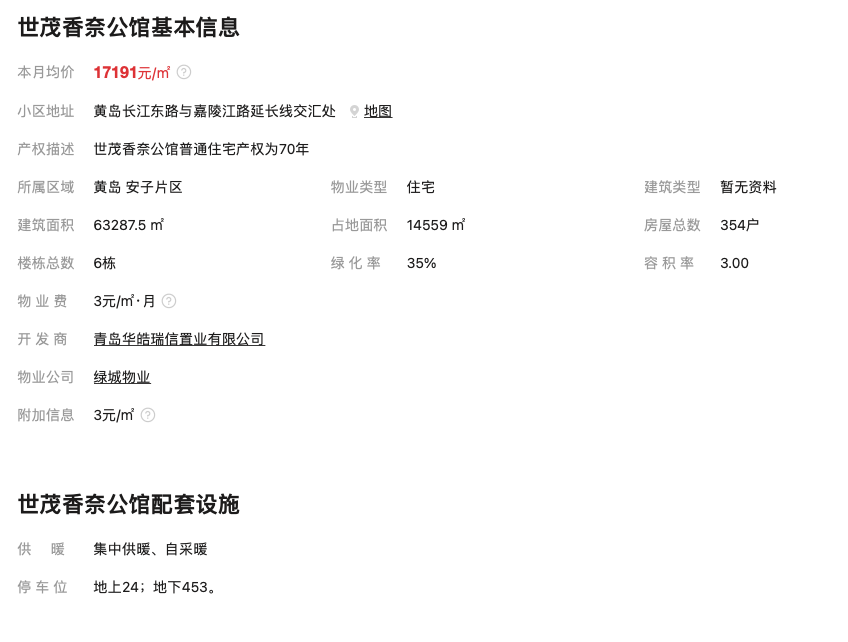 世茂香奈公馆基本信息
本月均价 17191元/㎡ ?
小区地址 黄岛长江东路与嘉陵江路延长线交汇处 地图
产权描述 世茂香奈公馆普通住宅产权为70年
所属区域 黄岛 安子片区 物业类型 住宅 建筑类型 暂无资料
建筑面积 63287.5 ㎡ 占地面积 14559 ㎡ 房屋总数 354户
楼栋总数 6栋 绿 化 率 35% 容 积 率 3.00
物 业 费 3元/㎡·月 ?
开 发 商 青岛华皓瑞信置业有限公司
物业公司 绿城物业
附加信息 3元/㎡ ?
世茂香奈公馆配套设施
供 暖 集中供暖、自采暖
停 车 位 地上24；地下453。